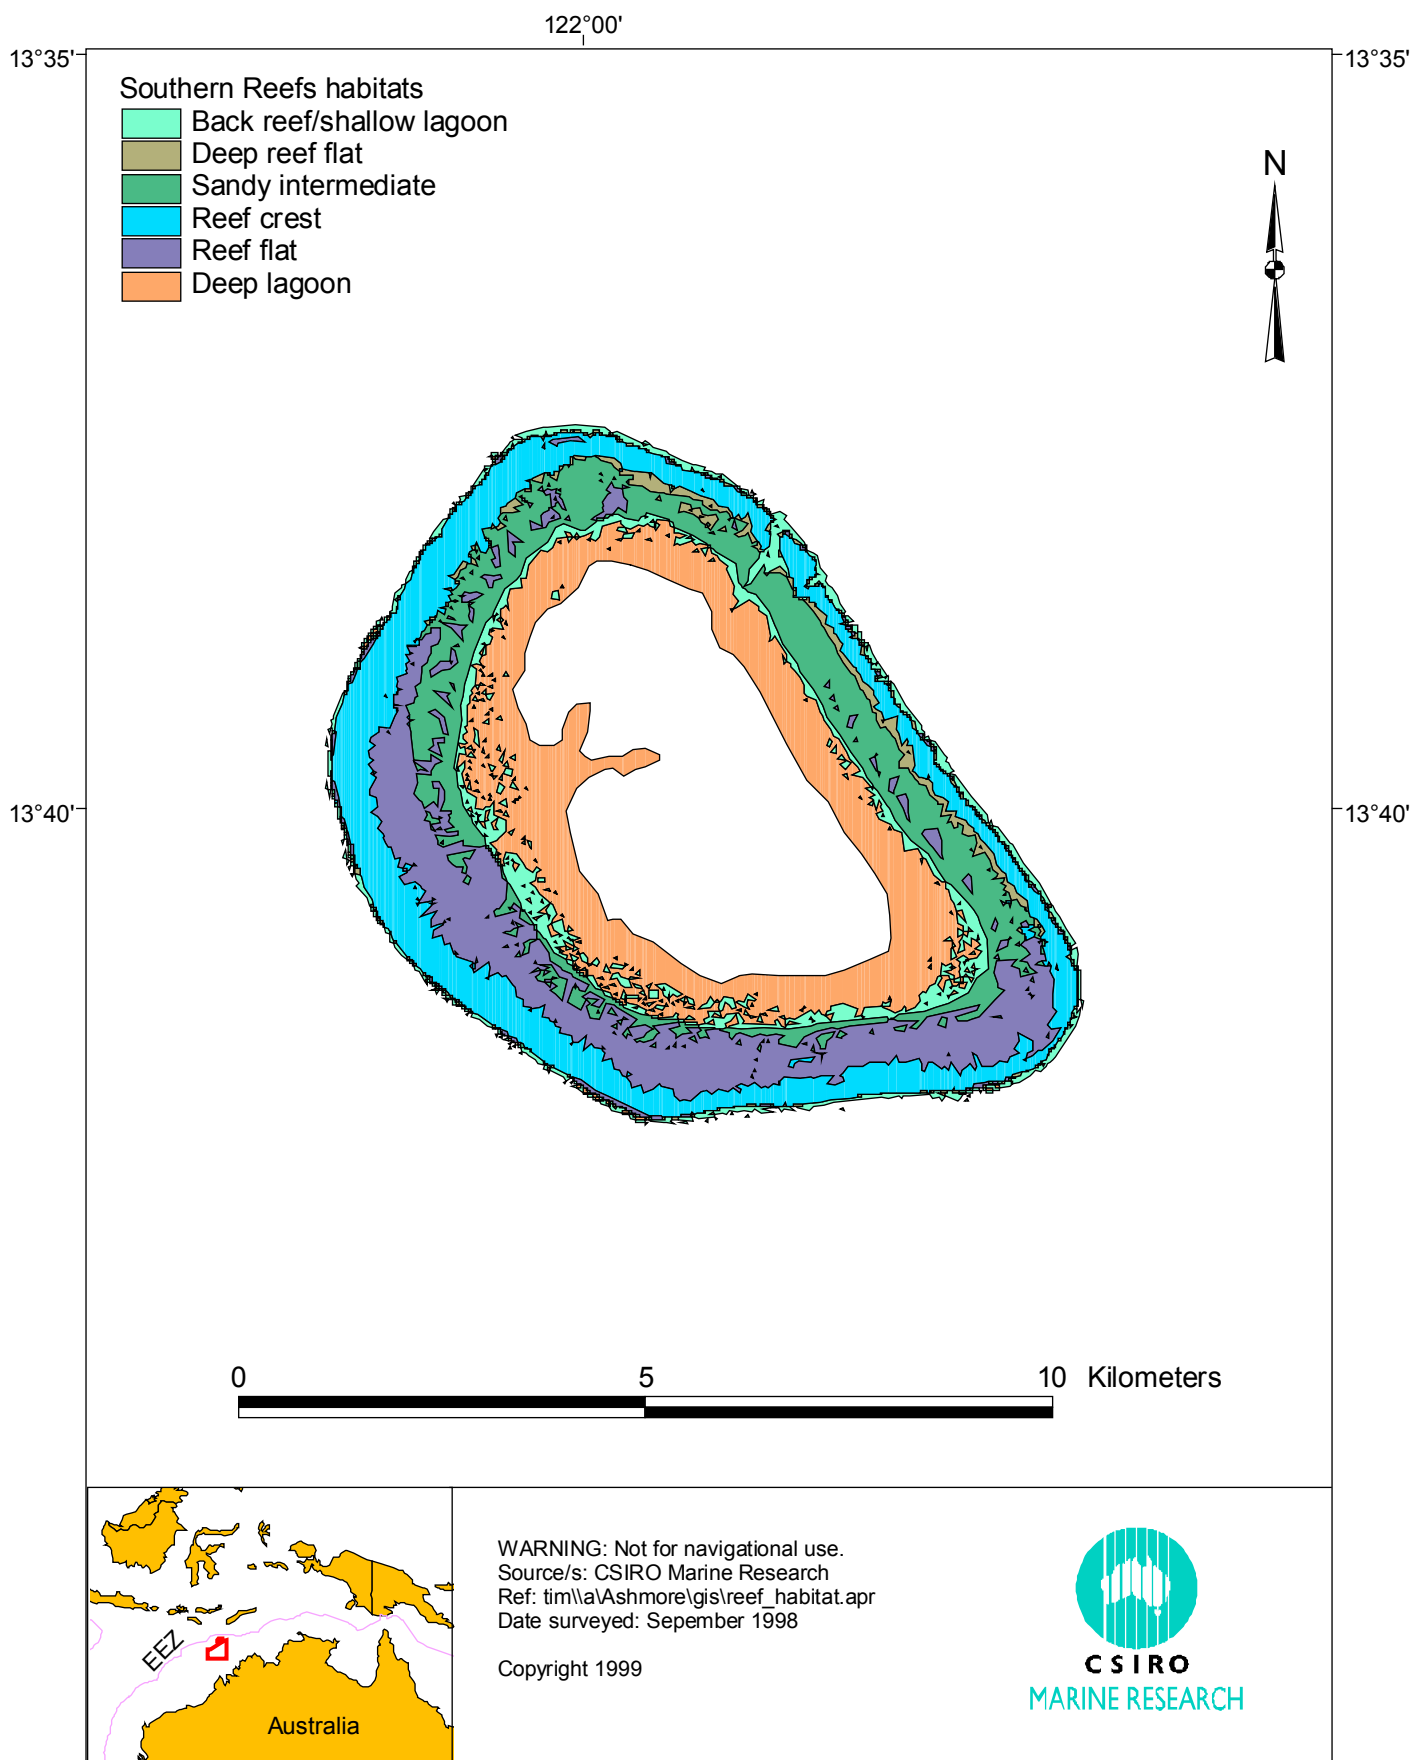 122°00'
13°35'
13°35'
Southern Reefs habitats
Back reef/shallow lagoon
Deep reef flat
Sandy intermediate
Reef crest
Reef flat
Deep lagoon
N
13°40'
13°40'
0 5 10 Kilometers
EEZ
Australia
WARNING: Not for navigational use.
Source/s: CSIRO Marine Research
Ref: tim\\a\Ashmore\gis\reef_habitat.apr
Date surveyed: Sepember 1998
Copyright 1999
CSIRO
MARINE RESEARCH